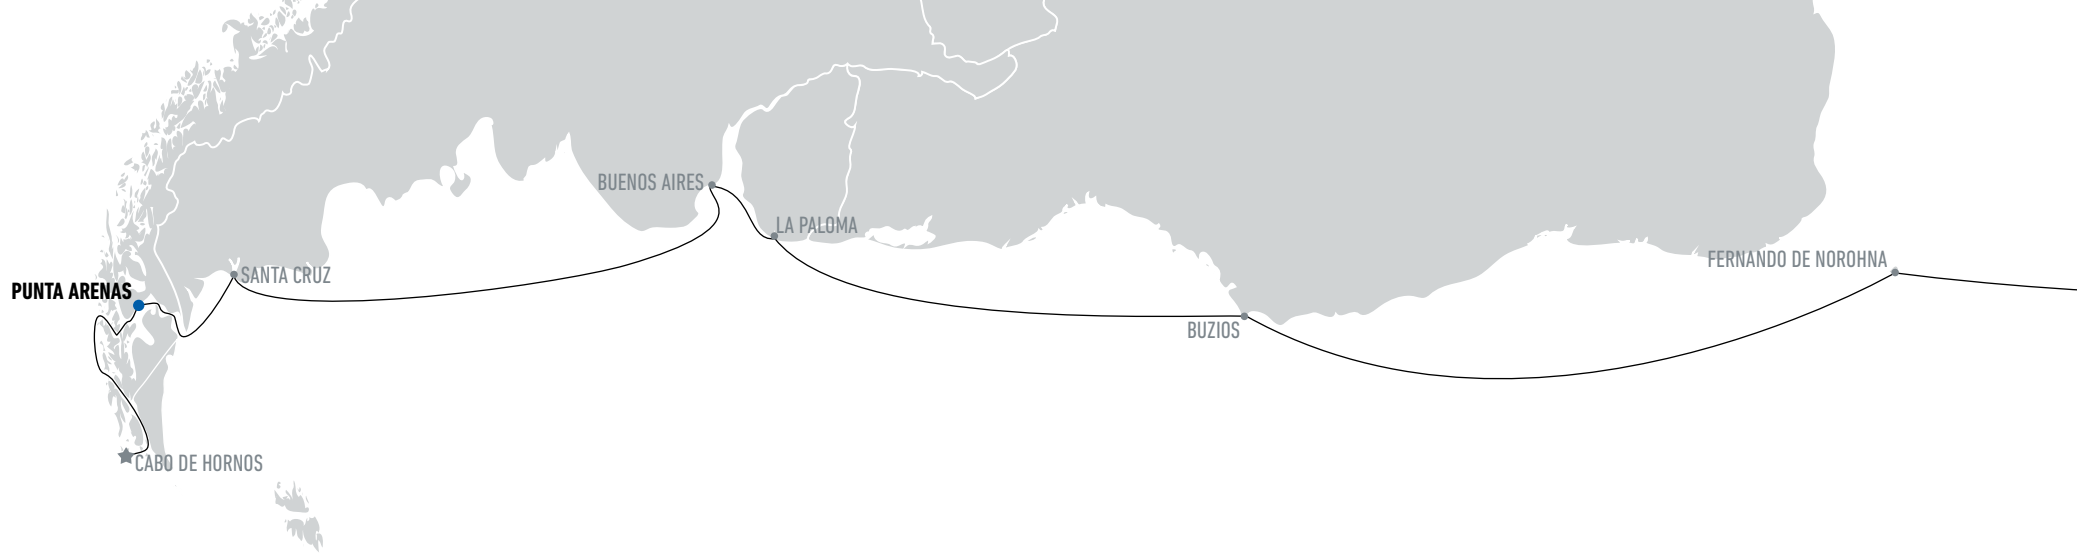 BUENOS AIRES
LA PALOMA
FERNANDO DE NOROHNA
SANTA CRUZ
PUNTA ARENAS
BUZIOS
CABO DE HORNOS